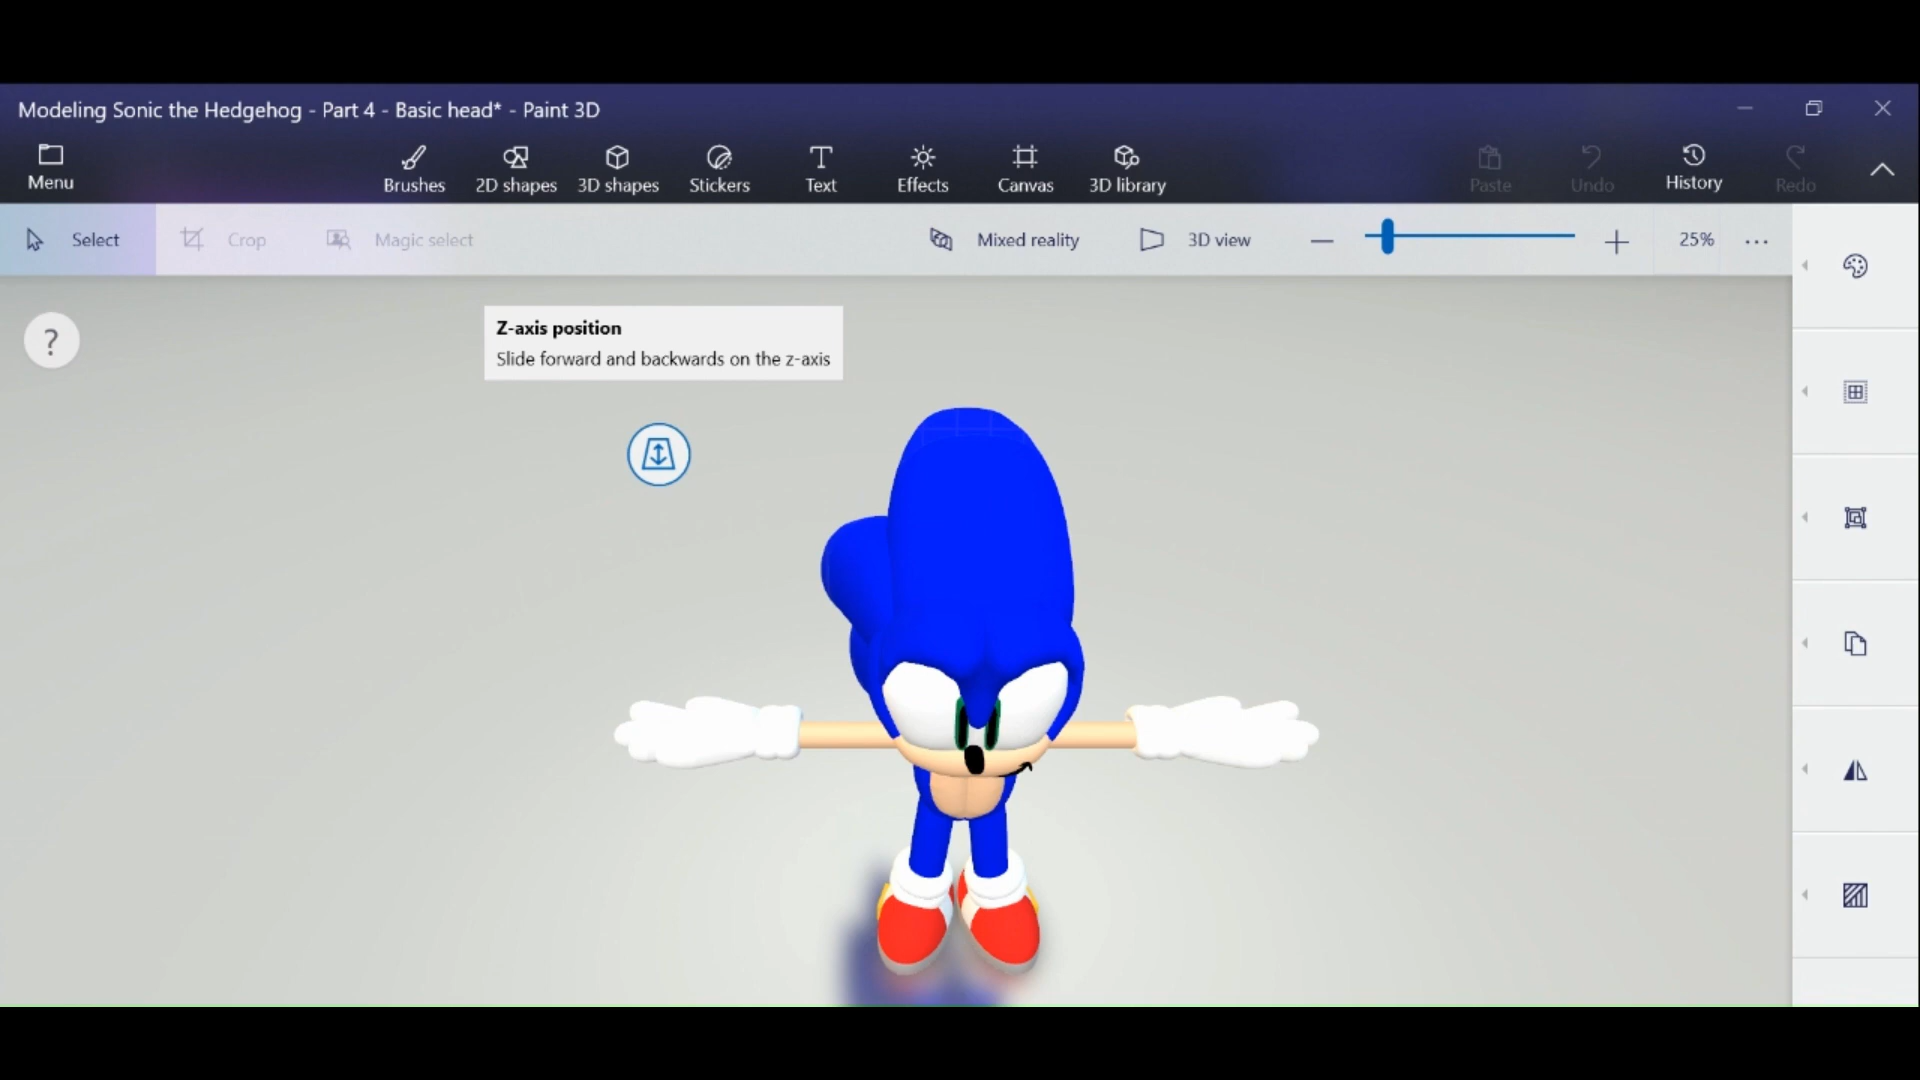 Modeling Sonic the Hedgehog - Part 4 - Basic head* - Paint 3D
Menu
Brushes
2D shapes
3D shapes
Stickers
Text
Effects
Canvas
3D library
Paste
Undo
History
Redo
Select
Crop
Magic select
Mixed reality
3D view
25%
?
Z-axis position
Slide forward and backwards on the z-axis